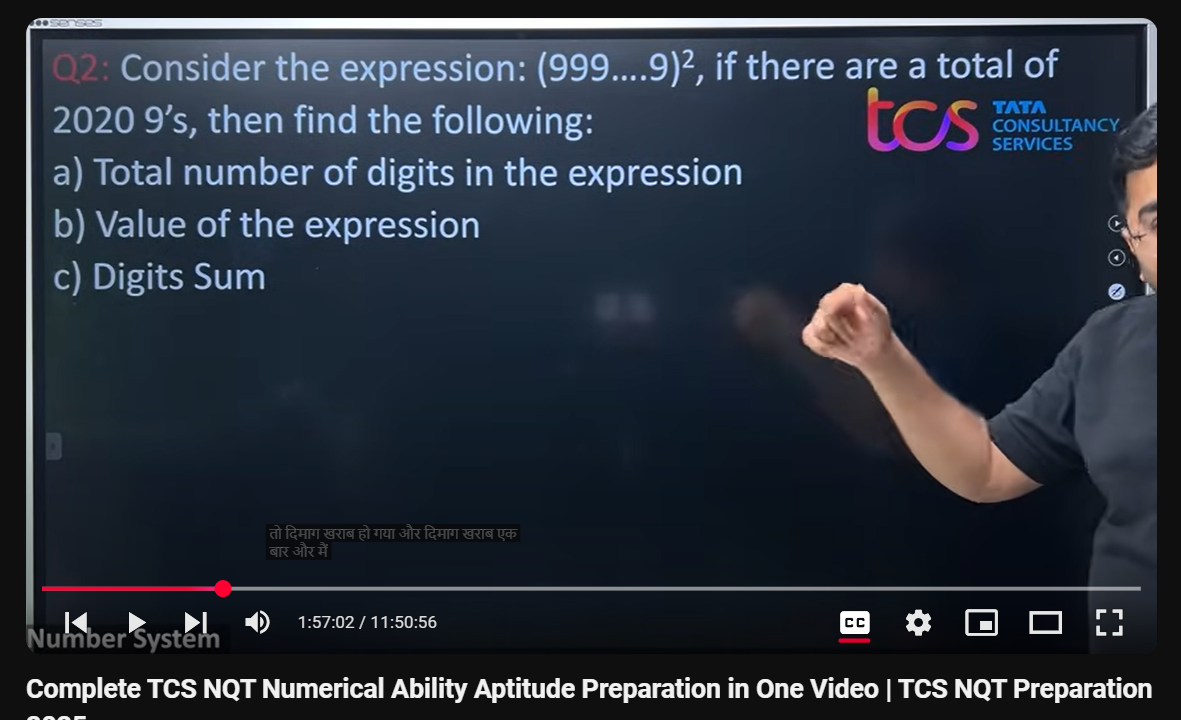 senses
Q2: Consider the expression: (999....9)², if there are a total of
2020 9’s, then find the following:
a) Total number of digits in the expression
b) Value of the expression
c) Digits Sum
tcs
TATA
CONSULTANCY
SERVICES
तो दिमाग खराब हो गया और दिमाग खराब एक
बार और मैं
1:57:02 / 11:50:56
CC
Number System
Complete TCS NQT Numerical Ability Aptitude Preparation in One Video | TCS NQT Preparation
2025